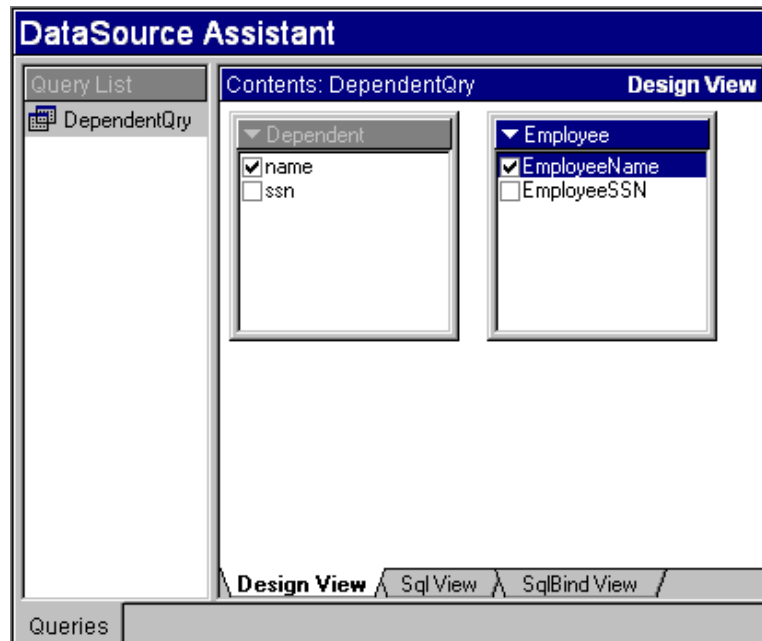 DataSource Assistant
Query List
DependentQry
Contents: DependentQry Design View
Dependent
name
ssn
Employee
EmployeeName
EmployeeSSN
Design View Sql View SqlBind View
Queries